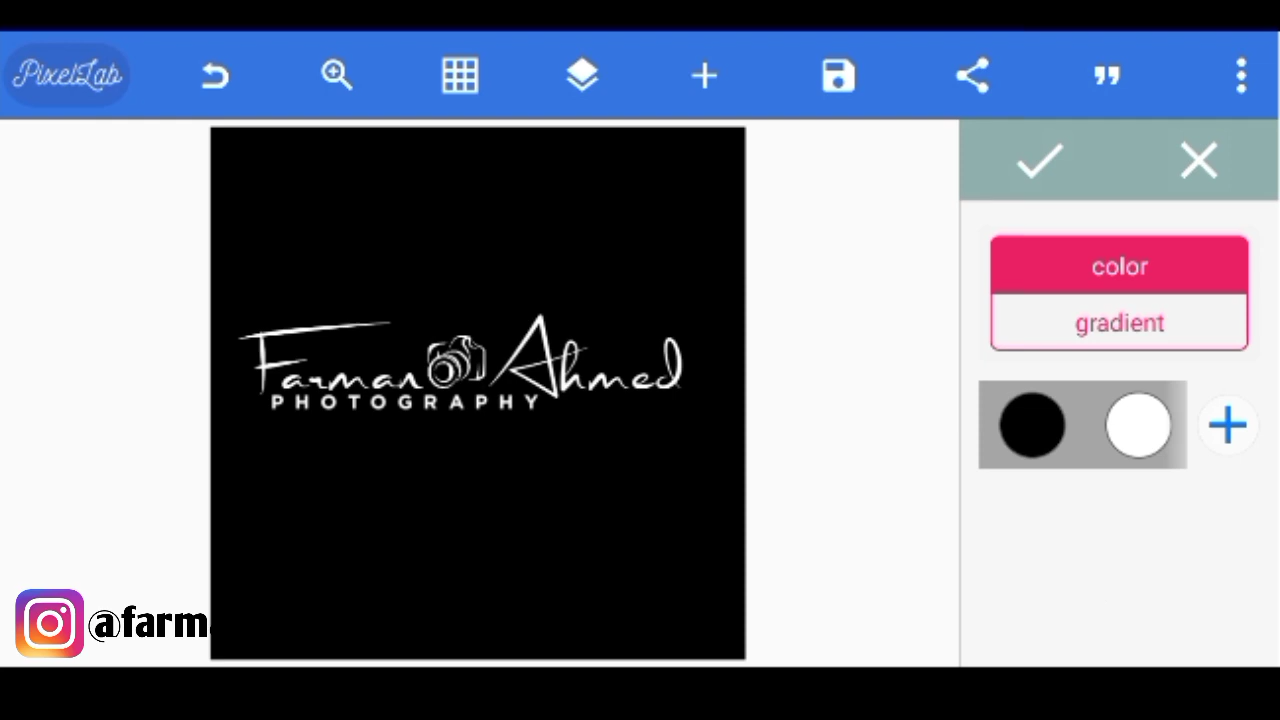 PixelLab
color
gradient
Farman Ahmed
PHOTOGRAPHY
@farm